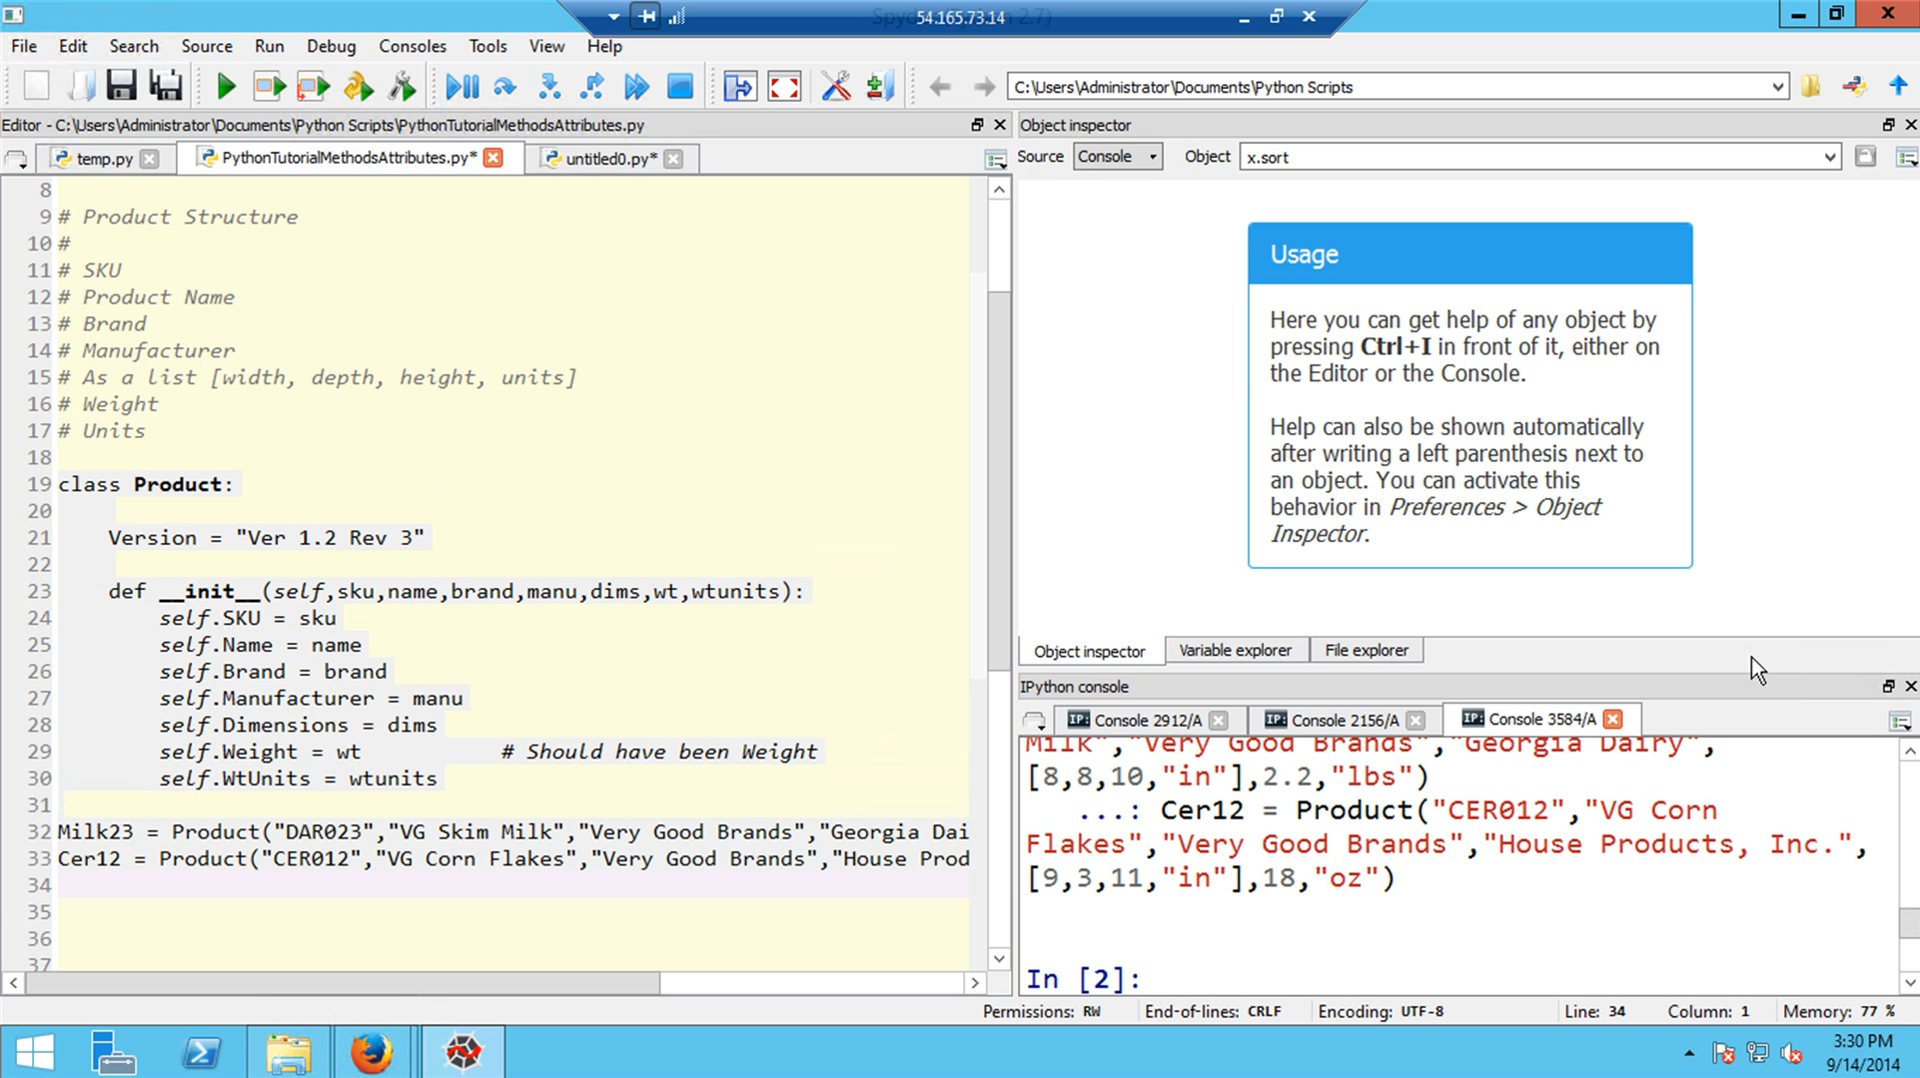 Spyd
n 2.7)
54.165.73.14
File Edit Search Source Run Debug Consoles Tools View Help
C:\Users\Administrator\Documents\Python Scripts
Editor - C:\Users\Administrator\Documents\Python Scripts\PythonTutorialMethodsAttributes.py
temp.py PythonTutorialMethodsAttributes.py* untitled0.py*
8
9 # Product Structure
10 #
11 # SKU
12 # Product Name
13 # Brand
14 # Manufacturer
15 # As a list [width, depth, height, units]
16 # Weight
17 # Units
18
19 class Product:
20
21 Version = "Ver 1.2 Rev 3"
22
23 def __init__(self,sku,name,brand,manu,dims,wt,wtunits):
24 self.SKU = sku
25 self.Name = name
26 self.Brand = brand
27 self.Manufacturer = manu
28 self.Dimensions = dims
29 self.Weight = wt # Should have been Weight
30 self.WtUnits = wtunits
31
32 Milk23 = Product("DAR023","VG Skim Milk","Very Good Brands","Georgia Dai
33 Cer12 = Product("CER012","VG Corn Flakes","Very Good Brands","House Prod
34
35
36
37
Object inspector
Source Console Object x.sort
Usage
Here you can get help of any object by
pressing Ctrl+I in front of it, either on
the Editor or the Console.
Help can also be shown automatically
after writing a left parenthesis next to
an object. You can activate this
behavior in Preferences > Object
Inspector.
Object inspector Variable explorer File explorer
IPython console
IP: Console 2912/A IP: Console 2156/A IP: Console 3584/A
Milk","Very Good Brands","Georgia Dairy",
[8,8,10,"in"],2.2,"lbs")
...: Cer12 = Product("CER012","VG Corn
Flakes","Very Good Brands","House Products, Inc.",
[9,3,11,"in"],18,"oz")
In [2]:
Permissions: RW End-of-lines: CRLF Encoding: UTF-8 Line: 34 Column: 1 Memory: 77 %
3:30 PM
9/14/2014